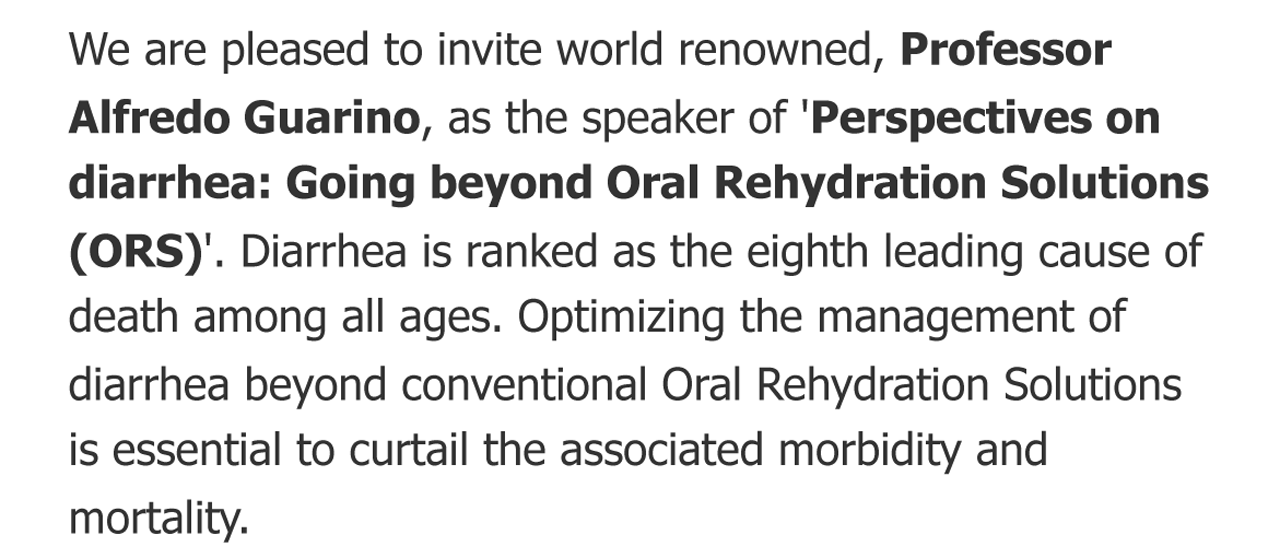 We are pleased to invite world renowned, Professor
Alfredo Guarino, as the speaker of 'Perspectives on
diarrhea: Going beyond Oral Rehydration Solutions
(ORS)'. Diarrhea is ranked as the eighth leading cause of
death among all ages. Optimizing the management of
diarrhea beyond conventional Oral Rehydration Solutions
is essential to curtail the associated morbidity and
mortality.